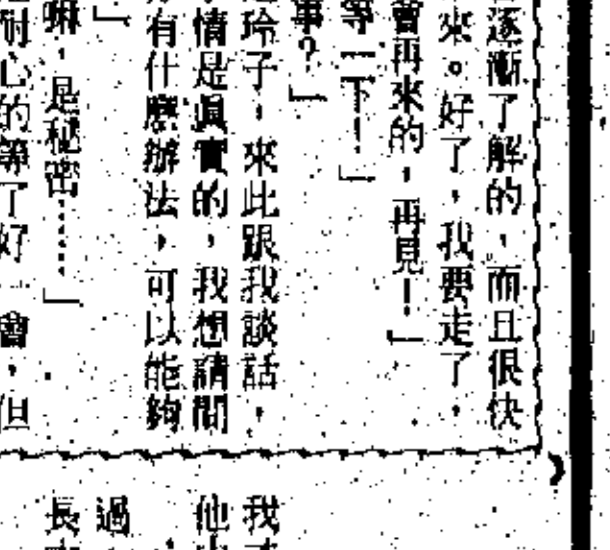 逐漸了解的，而且很快
來。好了，我要走了，
會再來的，再見！」
等一下！」
事？」
玲子，來此跟我談話，
情是眞實的，我想請問
有什麼辦法，可以能夠
」
嘛，是秘密……」
耐心的等了好一會，但
我
他
過
長